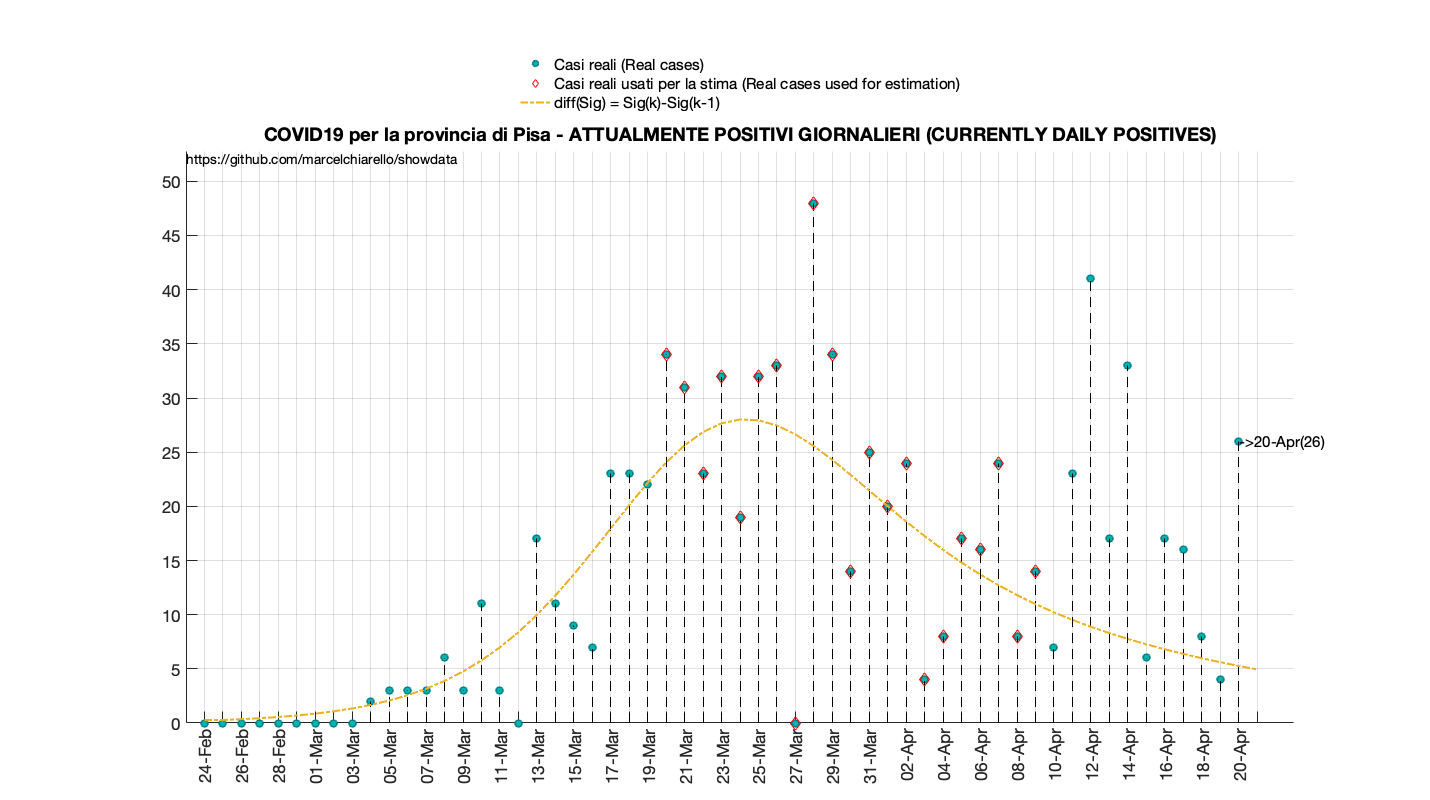 Casi reali (Real cases)
Casi reali usati per la stima (Real cases used for estimation)
diff(Sig) = Sig(k)-Sig(k-1)
COVID19 per la provincia di Pisa - ATTUALMENTE POSITIVI GIORNALIERI (CURRENTLY DAILY POSITIVES)
https://github.com/marcelchiarello/showdata
50
45
40
35
30
25
20
15
10
5
0
->20-Apr(26)
24-Feb
26-Feb
28-Feb
01-Mar
03-Mar
05-Mar
07-Mar
09-Mar
11-Mar
13-Mar
15-Mar
17-Mar
19-Mar
21-Mar
23-Mar
25-Mar
27-Mar
29-Mar
31-Mar
02-Apr
04-Apr
06-Apr
08-Apr
10-Apr
12-Apr
14-Apr
16-Apr
18-Apr
20-Apr